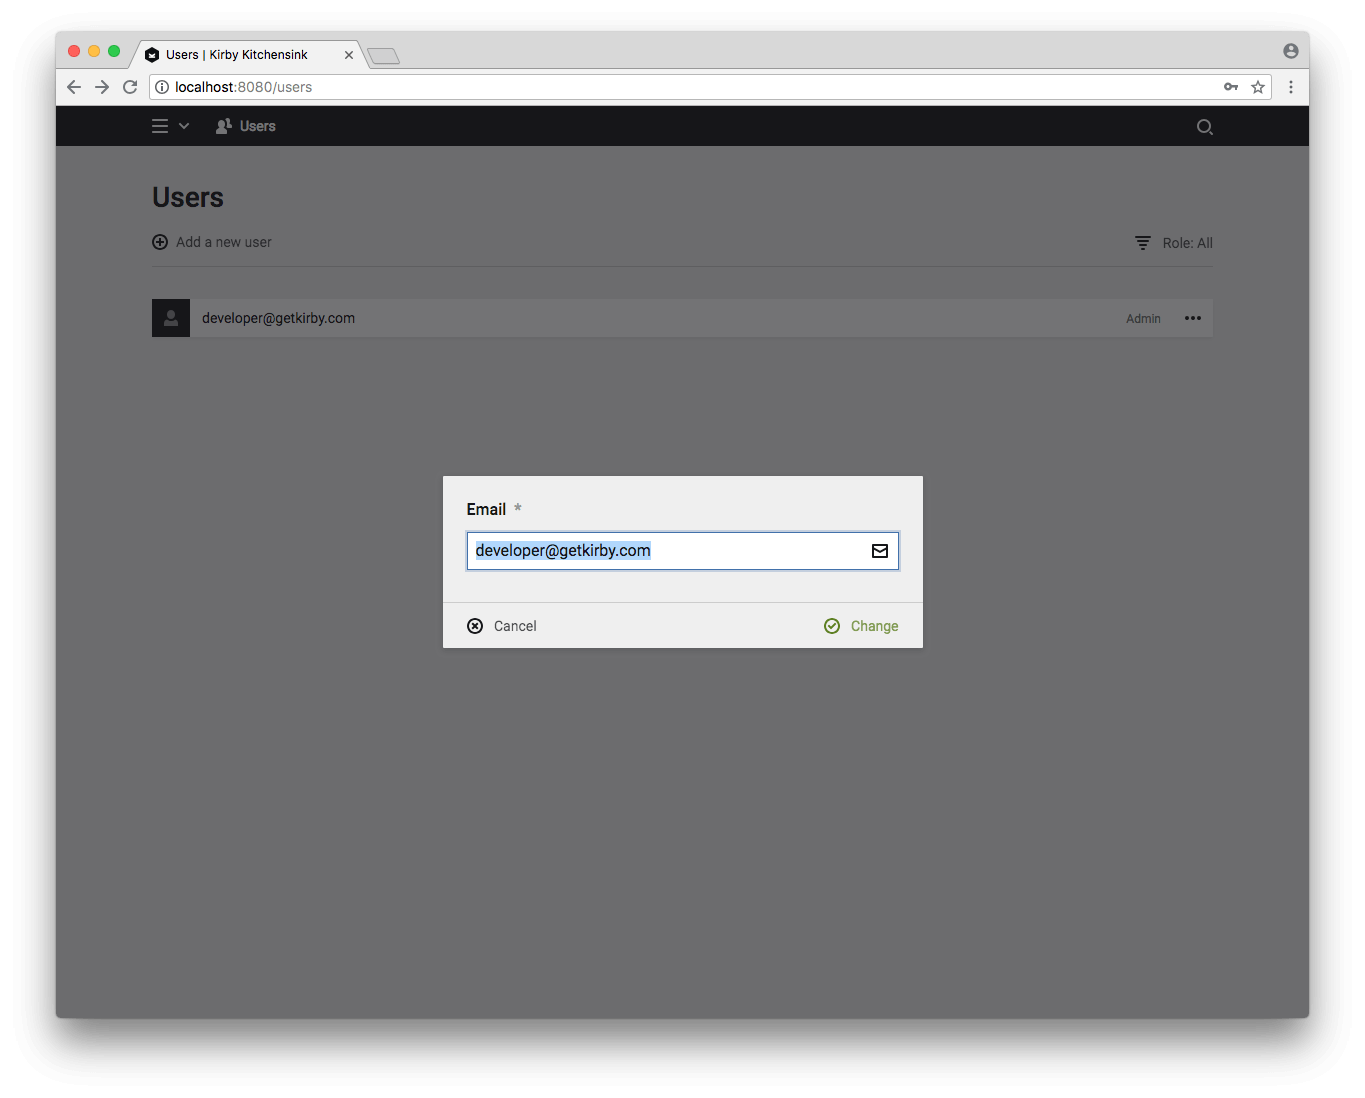 Users | Kirby Kitchensink
localhost:8080/users
Users
Users
Add a new user
Role: All
developer@getkirby.com
Admin
Email *
developer@getkirby.com
Cancel
Change